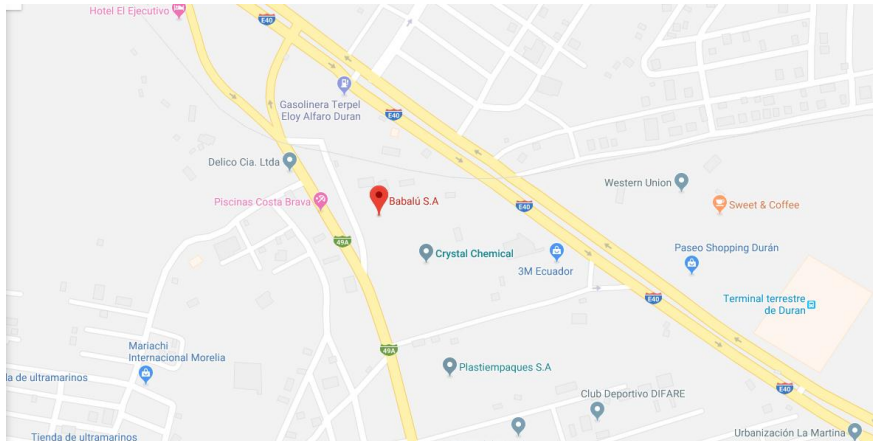 Hotel El Ejecutivo
E40
Gasolinera Terpel
Eloy Alfaro Duran
E40
Delico Cia. Ltda
Western Union
Piscinas Costa Brava
Babalú S.A
E40
Sweet & Coffee
49A
Crystal Chemical
Paseo Shopping Durán
3M Ecuador
E40
Terminal terrestre
de Duran
Mariachi
Internacional Morelia
49A
Plastiempaques S.A
da de ultramarinos
E40
Club Deportivo DIFARE
Tienda de ultramarinos
Urbanización La Martina